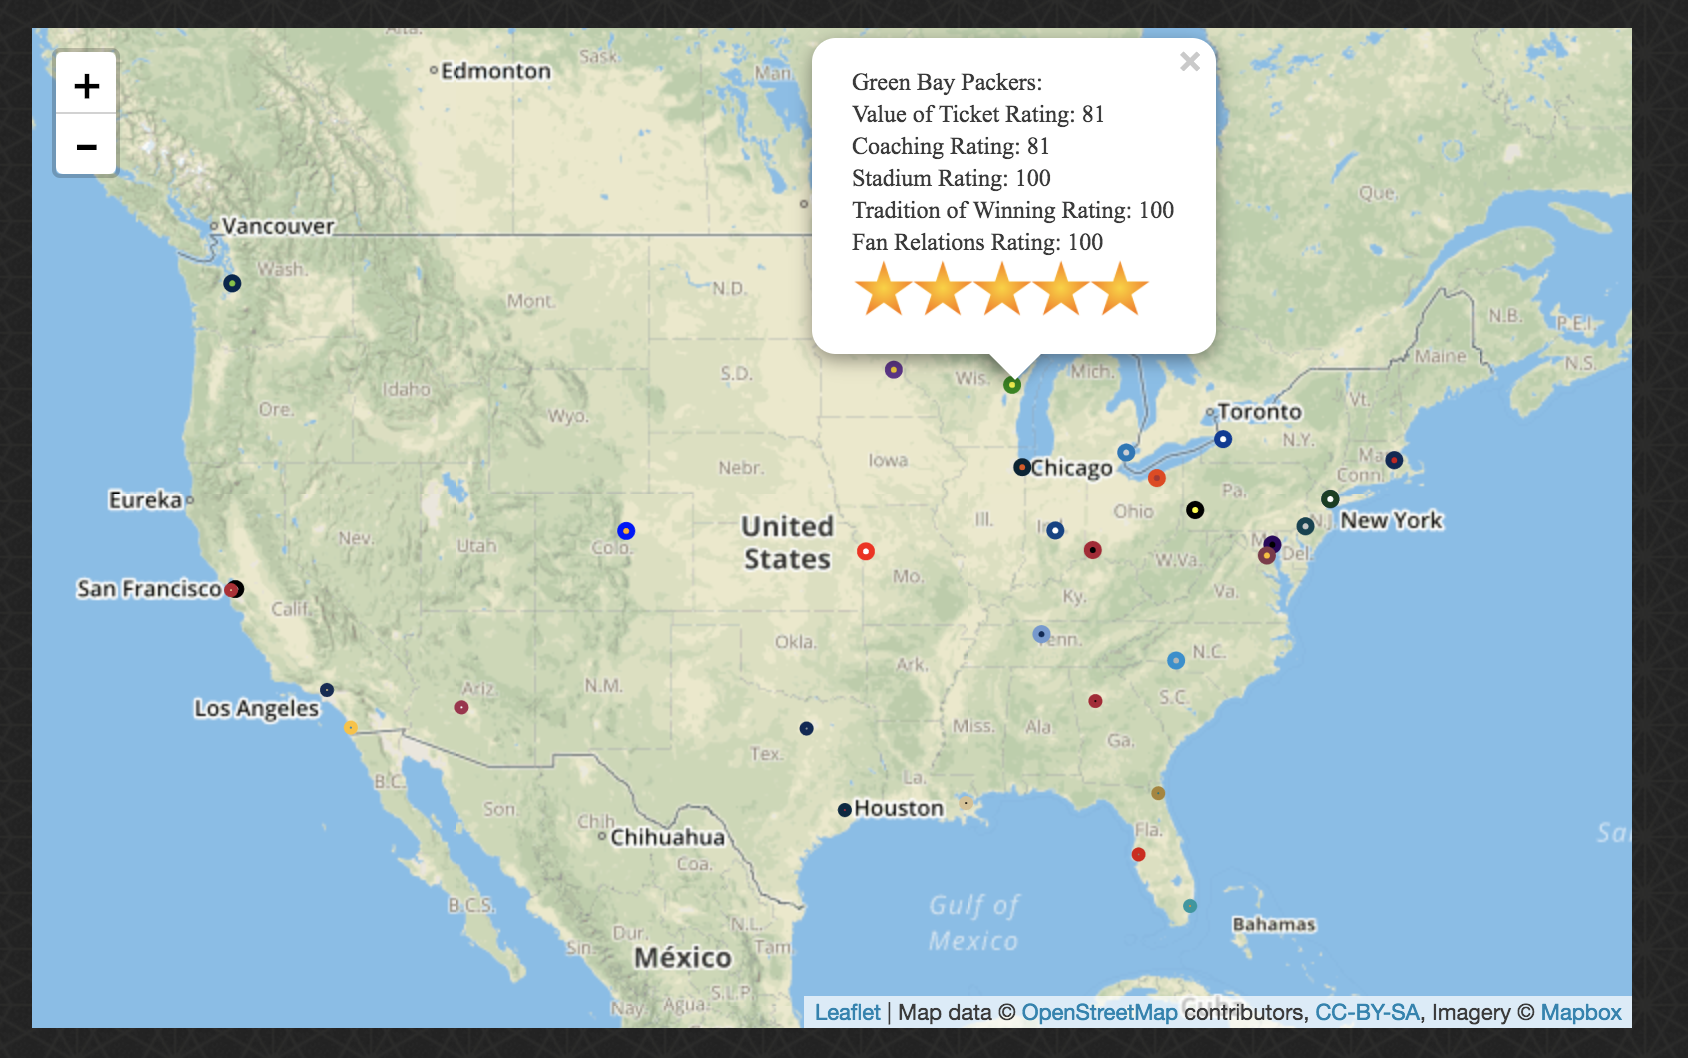 Alta.
Edmonton
Sask
Man.
+
−
×
Green Bay Packers:
Value of Ticket Rating: 81
Coaching Rating: 81
Stadium Rating: 100
Tradition of Winning Rating: 100
Fan Relations Rating: 100
Que.
Vancouver
Wash.
Mont.
N.D.
N.B.
P.E.I.
Maine
N.S.
Idaho
S.D.
Wis.
Mich.
Vt.
Ore.
Wyo.
Toronto
N.Y.
Iowa
Nebr.
Chicago
Conn.
Eureka
Pa.
Ohio
Ill.
United
States
N.J.
New York
Nev.
Utah
Colo.
Del.
W.Va.
San Francisco
Mo.
Ky.
Va.
Calif.
Okla.
Tenn.
N.C.
Ark.
Ariz.
N.M.
S.C.
Los Angeles
Miss.
Ala
Ga.
Tex.
B.C.
La.
Son.
Houston
Chih.
Chihuahua
Fla.
Coa.
B.C.S.
Gulf of
Mexico
Bahamas
N.L.
Dur.
Sin.
Tam.
México
S.L.P.
Nay.
Agua.
Cuba
Leaflet | Map data © OpenStreetMap contributors, CC-BY-SA, Imagery © Mapbox